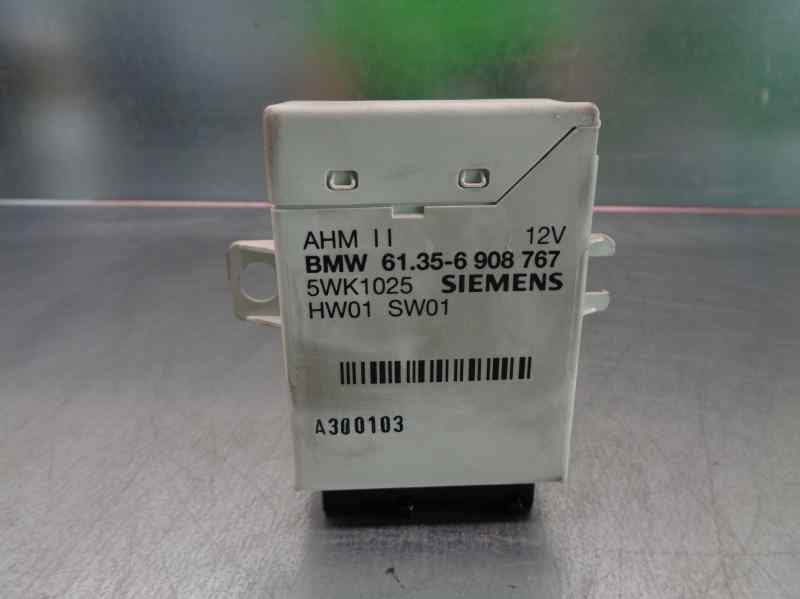 AHM II 12V
BMW 61.35-6 908 767
5WK1025 SIEMENS
HW01 SW01
A300103